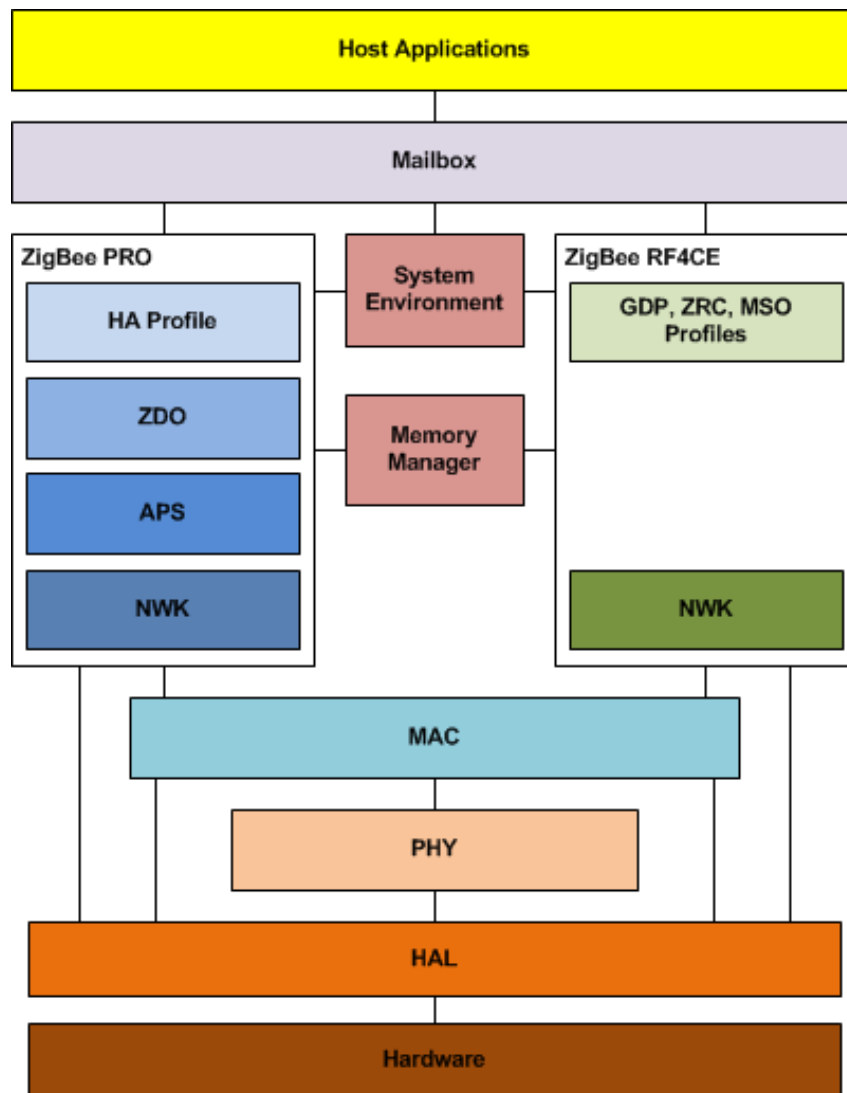 Host Applications
Mailbox
ZigBee PRO
HA Profile
ZDO
APS
NWK
System
Environment
Memory
Manager
ZigBee RF4CE
GDP, ZRC, MSO
Profiles
NWK
MAC
PHY
HAL
Hardware